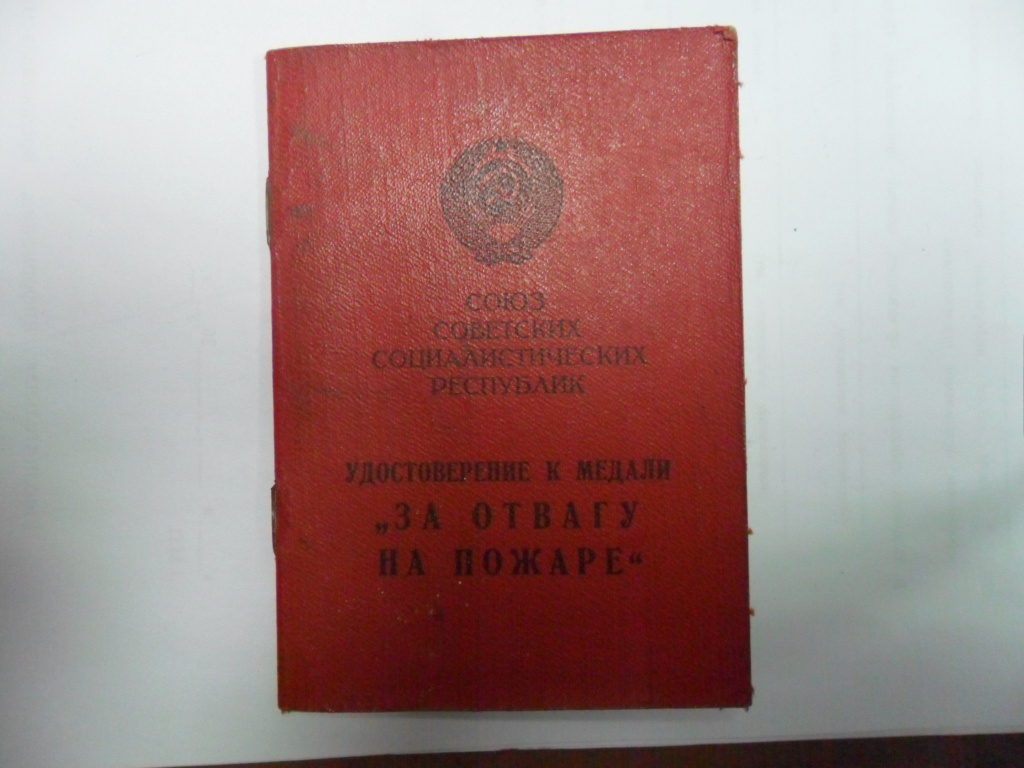 СОЮЗ
СОВЕТСКИХ
СОЦИАЛИСТИЧЕСКИХ
РЕСПУБЛИК
УДОСТОВЕРЕНИЕ К МЕДАЛИ
„ЗА ОТВАГУ
НА ПОЖАРЕ“